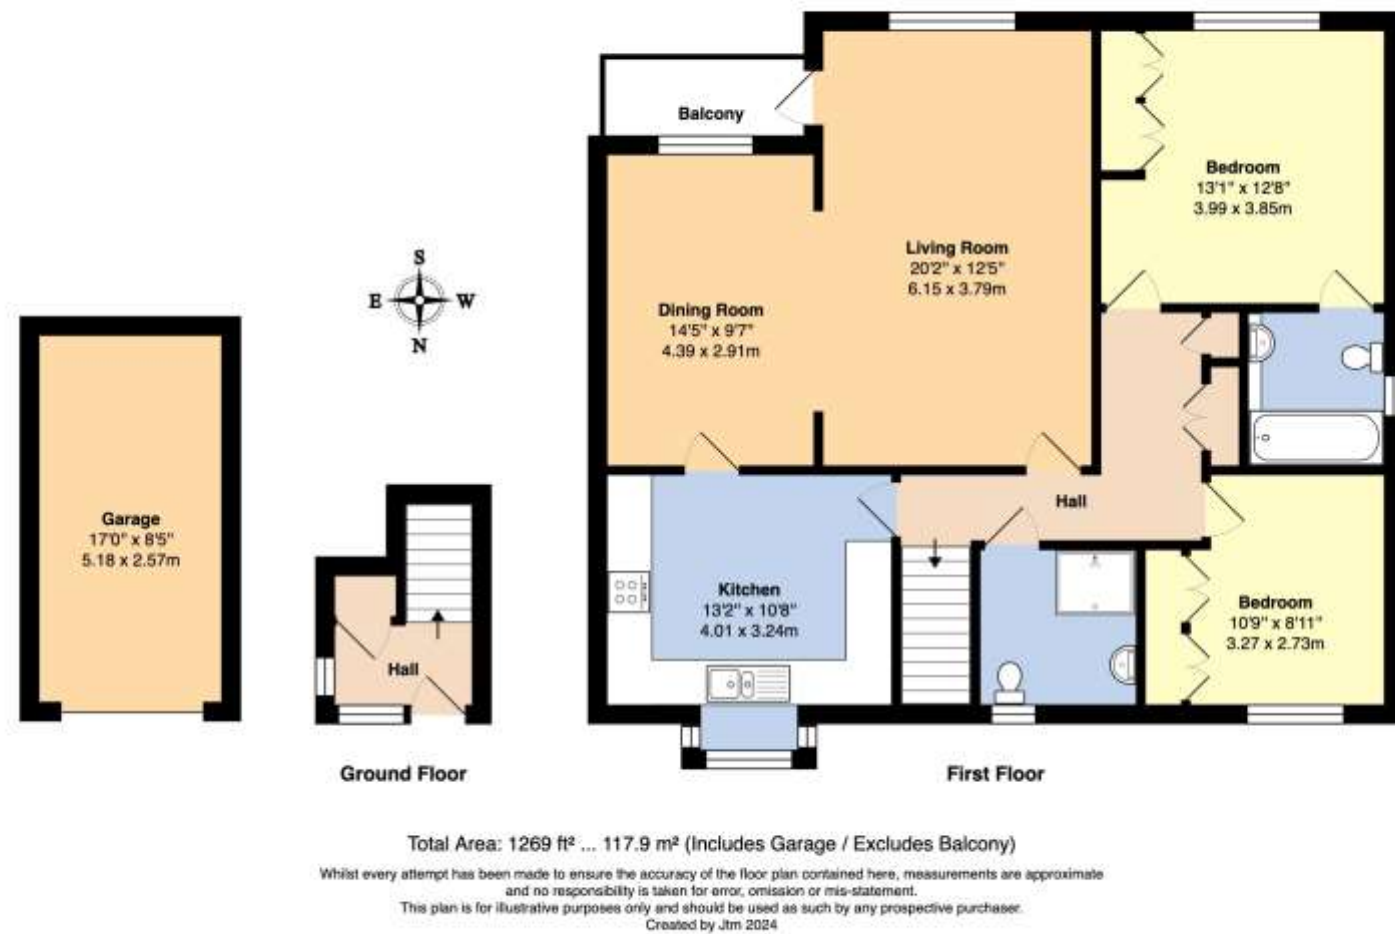 Balcony
Bedroom
13'1" x 12'8"
3.99 x 3.85m
Living Room
20'2" x 12'5"
6.15 x 3.79m
S
E W
N
Dining Room
14'5" x 9'7"
4.39 x 2.91m
Garage
17'0" x 8'5"
5.18 x 2.57m
Hall
Hall
Kitchen
13'2" x 10'8"
4.01 x 3.24m
Bedroom
10'9" x 8'11"
3.27 x 2.73m
Ground Floor
First Floor
Total Area: 1269 ft² ... 117.9 m² (Includes Garage / Excludes Balcony)
Whilst every attempt has been made to ensure the accuracy of the floor plan contained here, measurements are approximate
and no responsibility is taken for error, omission or mis-statement.
This plan is for illustrative purposes only and should be used as such by any prospective purchaser.
Created by Jtm 2024